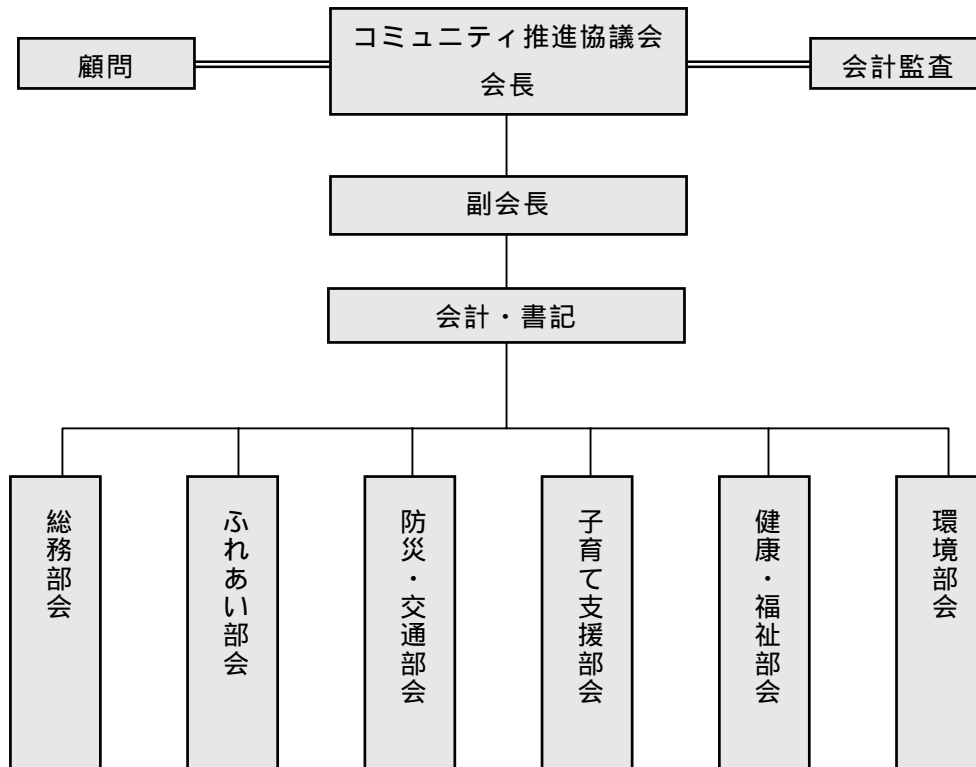 コミュニティ推進協議会
会長
顧問
会計監査
副会長
会計・書記
総務部会
ふれあい部会
防災・交通部会
子育て支援部会
健康・福祉部会
環境部会